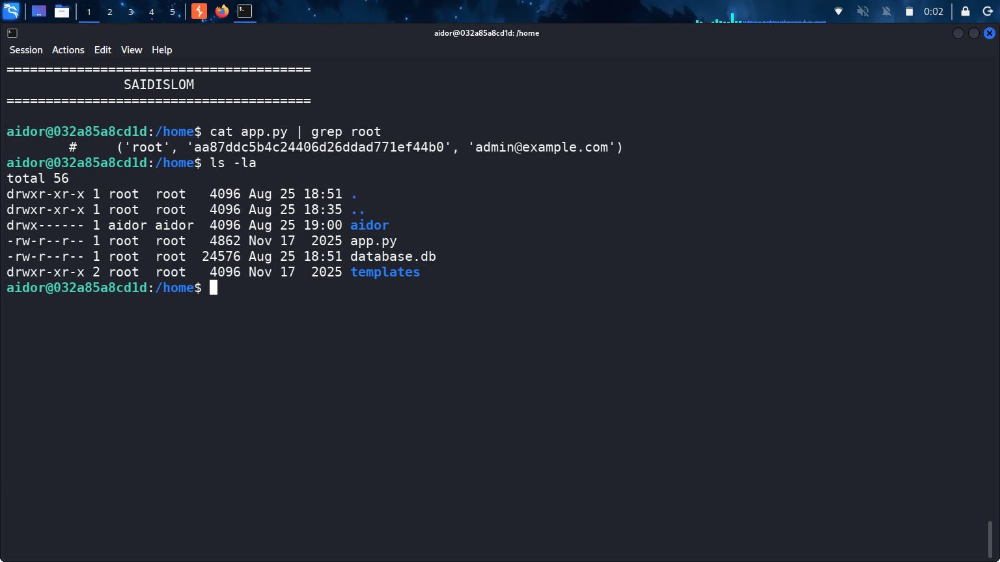 1 2 3 4 5 0:02
aidor@032a85a8cd1d: /home
Session Actions Edit View Help
=======================================
SAIDISLOM
=======================================
aidor@032a85a8cd1d:/home$ cat app.py | grep root
#     ('root', 'aa87ddc5b4c24406d26ddad771ef44b0', 'admin@example.com')
aidor@032a85a8cd1d:/home$ ls -la
total 56
drwxr-xr-x 1 root  root   4096 Aug 25 18:51 .
drwxr-xr-x 1 root  root   4096 Aug 25 18:35 ..
drwx------ 1 aidor aidor  4096 Aug 25 19:00 aidor
-rw-r--r-- 1 root  root   4862 Nov 17  2025 app.py
-rw-r--r-- 1 root  root  24576 Aug 25 18:51 database.db
drwxr-xr-x 2 root  root   4096 Nov 17  2025 templates
aidor@032a85a8cd1d:/home$